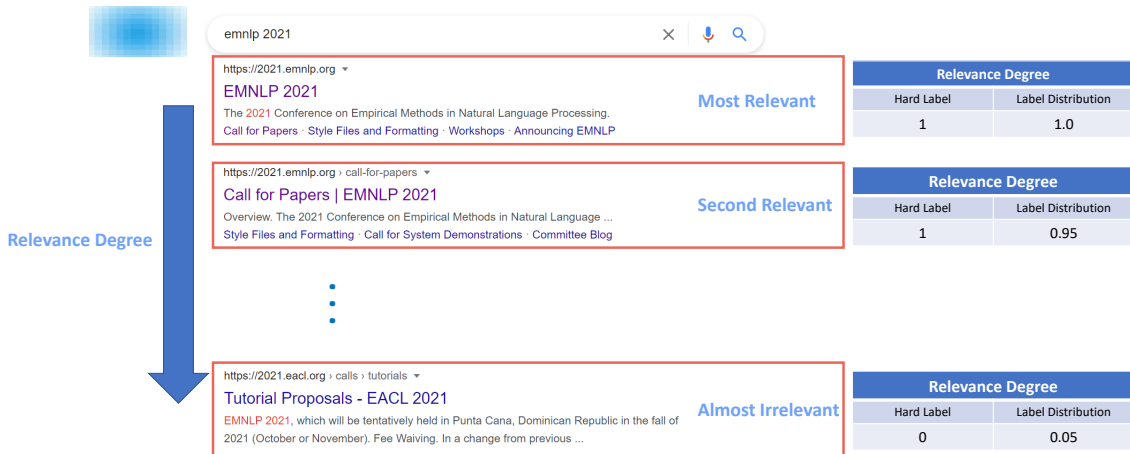 emnlp 2021
https://2021.emnlp.org
EMNLP 2021
The 2021 Conference on Empirical Methods in Natural Language Processing.
Call for Papers · Style Files and Formatting · Workshops · Announcing EMNLP
Most Relevant
Relevance Degree
Hard Label Label Distribution
1 1.0
https://2021.emnlp.org › call-for-papers
Call for Papers | EMNLP 2021
Overview. The 2021 Conference on Empirical Methods in Natural Language ...
Style Files and Formatting · Call for System Demonstrations · Committee Blog
Second Relevant
Relevance Degree
Hard Label Label Distribution
1 0.95
Relevance Degree
https://2021.eacl.org › calls › tutorials
Tutorial Proposals - EACL 2021
EMNLP 2021, which will be tentatively held in Punta Cana, Dominican Republic in the fall of
2021 (October or November). Fee Waiving. In a change from previous ...
Almost Irrelevant
Relevance Degree
Hard Label Label Distribution
0 0.05